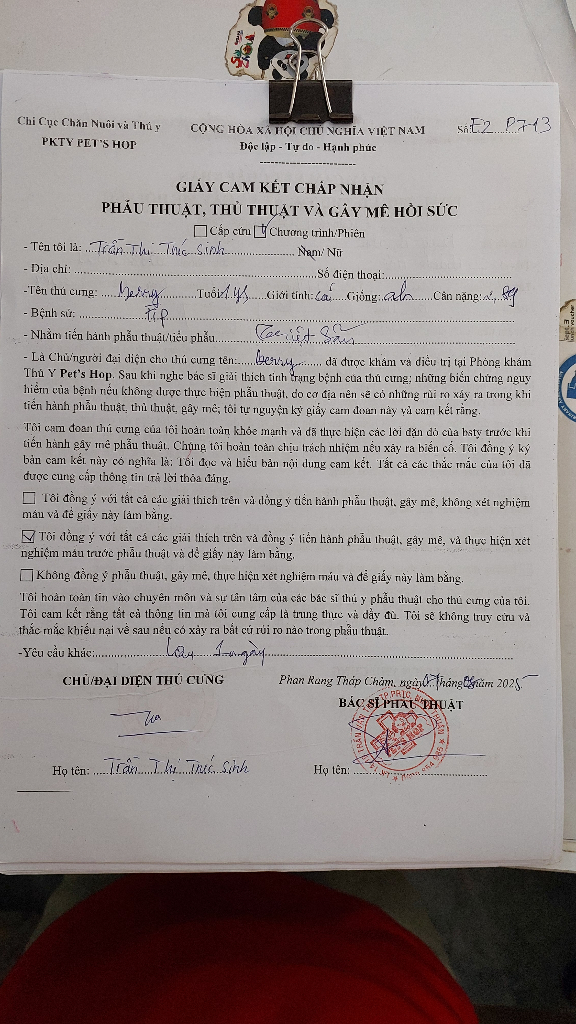 Chi Cục Chăn Nuôi và Thú y
PKTY PET'S HOP
CỘNG HÒA XÃ HỘI CHỦ NGHĨA VIỆT NAM
Độc lập - Tự do - Hạnh phúc
Số: E2 P7-13
GIẤY CAM KẾT CHẤP NHẬN
PHẪU THUẬT, THỦ THUẬT VÀ GÂY MÊ HỒI SỨC
Cấp cứu Chương trình/Phiên
- Tên tôi là: Trần Thị Trúc Sinh Nam/ Nữ
- Địa chỉ: Số điện thoại:
-Tên thú cưng: Berry Tuổi: Giới tính: cái Giống: aln Cân nặng:
- Bệnh sử: P/P
- Nhằm tiến hành phẫu thuật/tiểu phẫu Triệt Sản
- Là Chủ/người đại diện cho thú cưng tên: berry đã được khám và điều trị tại Phòng khám
Thú Y Pet's Hop. Sau khi nghe bác sĩ giải thích tình trạng bệnh của thú cưng; những biến chứng nguy
hiểm của bệnh nếu không được thực hiện phẫu thuật, do cơ địa nên sẽ có những rủi ro xảy ra trong khi
tiến hành phẫu thuật, thủ thuật, gây mê; tôi tự nguyện ký giấy cam đoan này và cam kết rằng.
Tôi cam đoan thú cưng của tôi hoàn toàn khỏe mạnh và đã thực hiện các lời dặn dò của bsty trước khi
tiến hành gây mê phẫu thuật. Chúng tôi hoàn toàn chịu trách nhiệm nếu xảy ra biến cố. Tôi đồng ý ký
bản cam kết này có nghĩa là: Tôi đọc và hiểu bản nội dung cam kết. Tất cả các thắc mắc của tôi đã
được cung cấp thông tin trả lời thỏa đáng.
Tôi đồng ý với tất cả các giải thích trên và đồng ý tiến hành phẫu thuật, gây mê, không xét nghiệm
máu và để giấy này làm bằng.
Tôi đồng ý với tất cả các giải thích trên và đồng ý tiến hành phẫu thuật, gây mê, và thực hiện xét
nghiệm máu trước phẫu thuật và để giấy này làm bằng.
Không đồng ý phẫu thuật, gây mê, thực hiện xét nghiệm máu và để giấy này làm bằng.
Tôi hoàn toàn tin vào chuyên môn và sự tận tâm của các bác sĩ thú y phẫu thuật cho thú cưng của tôi.
Tôi cam kết rằng tất cả thông tin mà tôi cung cấp là trung thực và đầy đủ. Tôi sẽ không truy cứu và
thắc mắc khiếu nại về sau nếu có xảy ra bất cứ rủi ro nào trong phẫu thuật.
-Yêu cầu khác: Lưu 3 ngày
CHỦ/ĐẠI DIỆN THÚ CƯNG
Phan Rang Tháp Chàm, ngày 07 tháng 08 năm 2025
BÁC SĨ PHẪU THUẬT
Họ tên: Trần Thị Trúc Sinh
Họ tên: